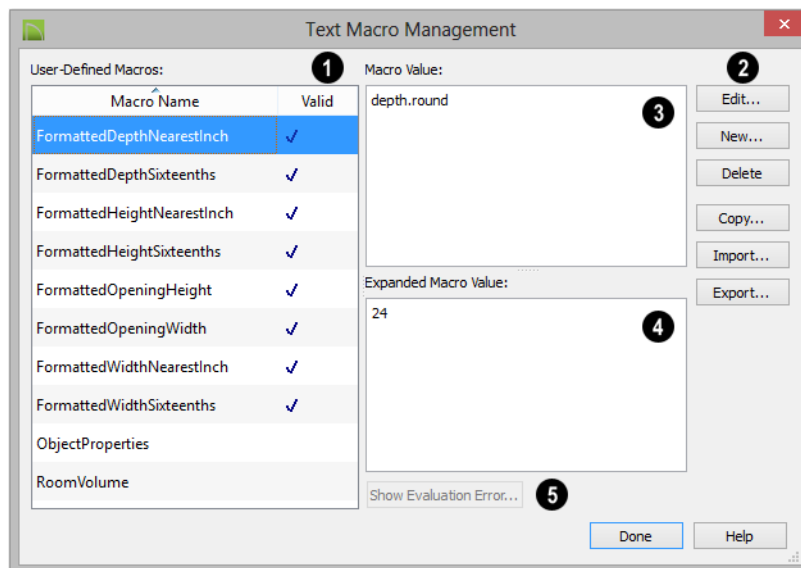 Text Macro Management
×
User-Defined Macros:
1
Macro Name
Valid
FormattedDepthNearestInch
FormattedDepthSixteenths
FormattedHeightNearestInch
FormattedHeightSixteenths
FormattedOpeningHeight
FormattedOpeningWidth
FormattedWidthNearestInch
FormattedWidthSixteenths
ObjectProperties
RoomVolume
Macro Value:
depth.round
3
Expanded Macro Value:
24
4
Show Evaluation Error...
5
2
Edit...
New...
Delete
Copy...
Import...
Export...
Done
Help